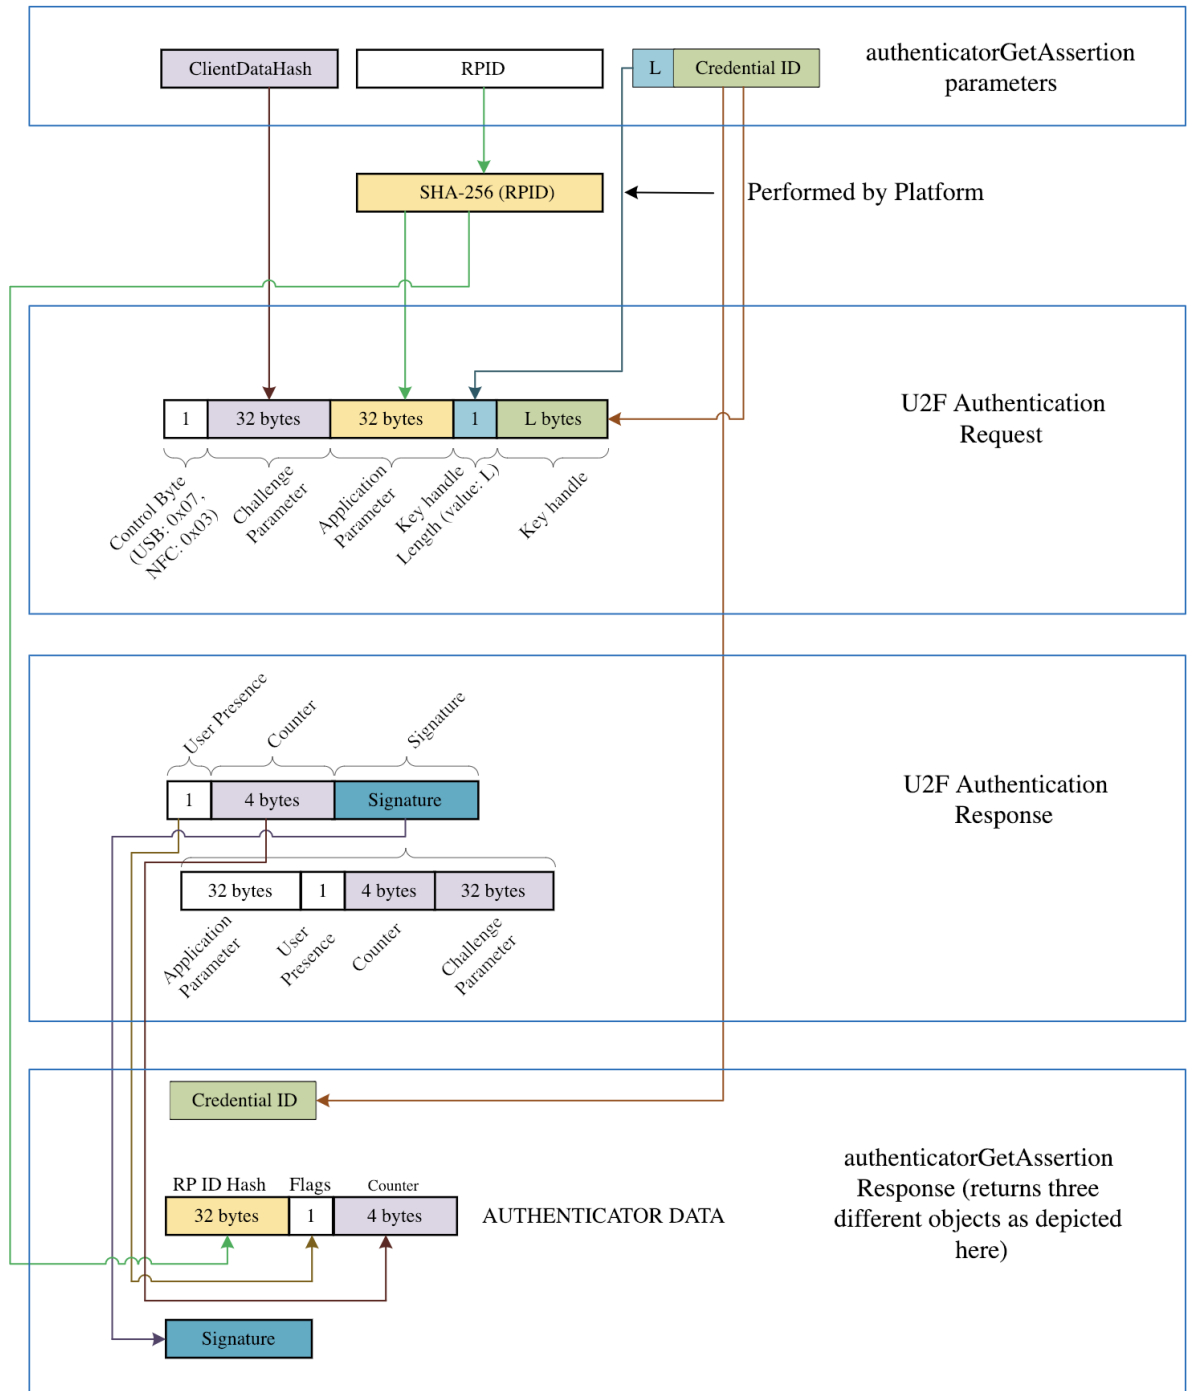 ClientDataHash
RPID
L
Credential ID
authenticatorGetAssertion
parameters
SHA-256 (RPID)
Performed by Platform
1
32 bytes
32 bytes
1
L bytes
U2F Authentication
Request
Control Byte
(USB: 0x07,
NFC: 0x03)
Challenge
Parameter
Application
Parameter
Key handle
Length (value: L)
Key handle
User Presence
Counter
Signature
1
4 bytes
Signature
U2F Authentication
Response
32 bytes
1
4 bytes
32 bytes
Application
Parameter
User
Presence
Counter
Challenge
Parameter
Credential ID
RP ID Hash
Flags
Counter
32 bytes
1
4 bytes
AUTHENTICATOR DATA
authenticatorGetAssertion
Response (returns three
different objects as depicted
here)
Signature